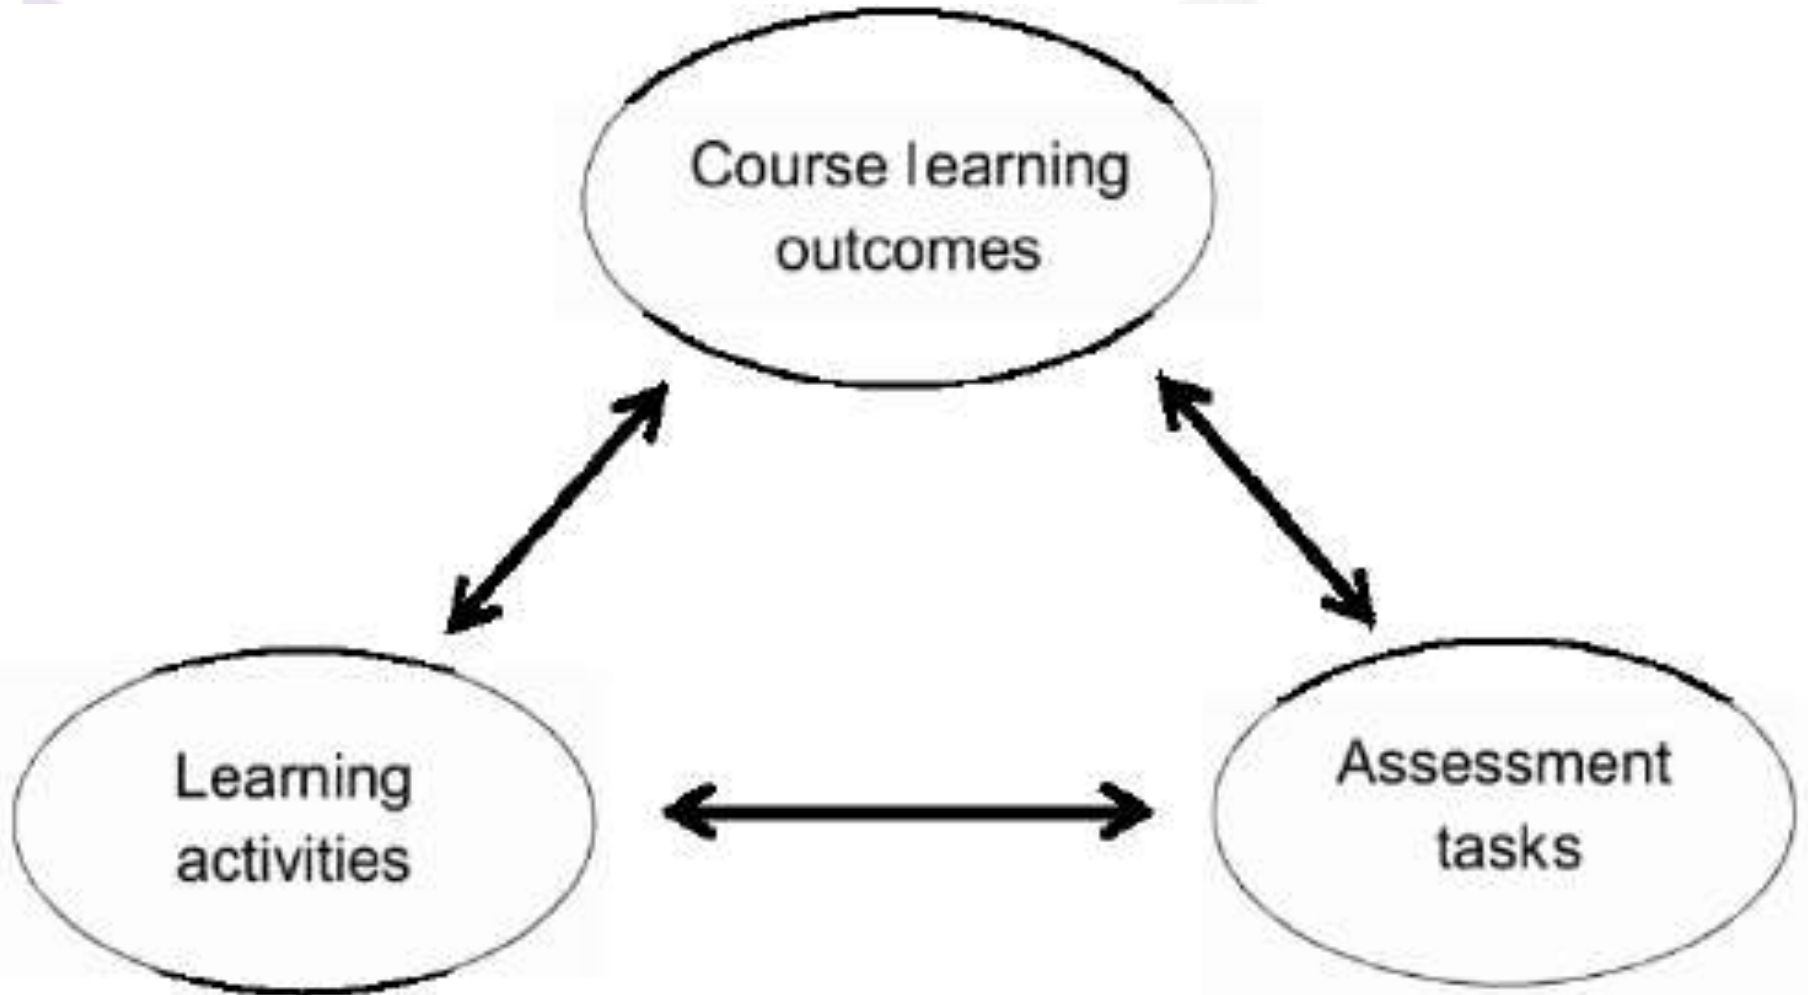 Course learning
outcomes
Learning
activities
Assessment
tasks